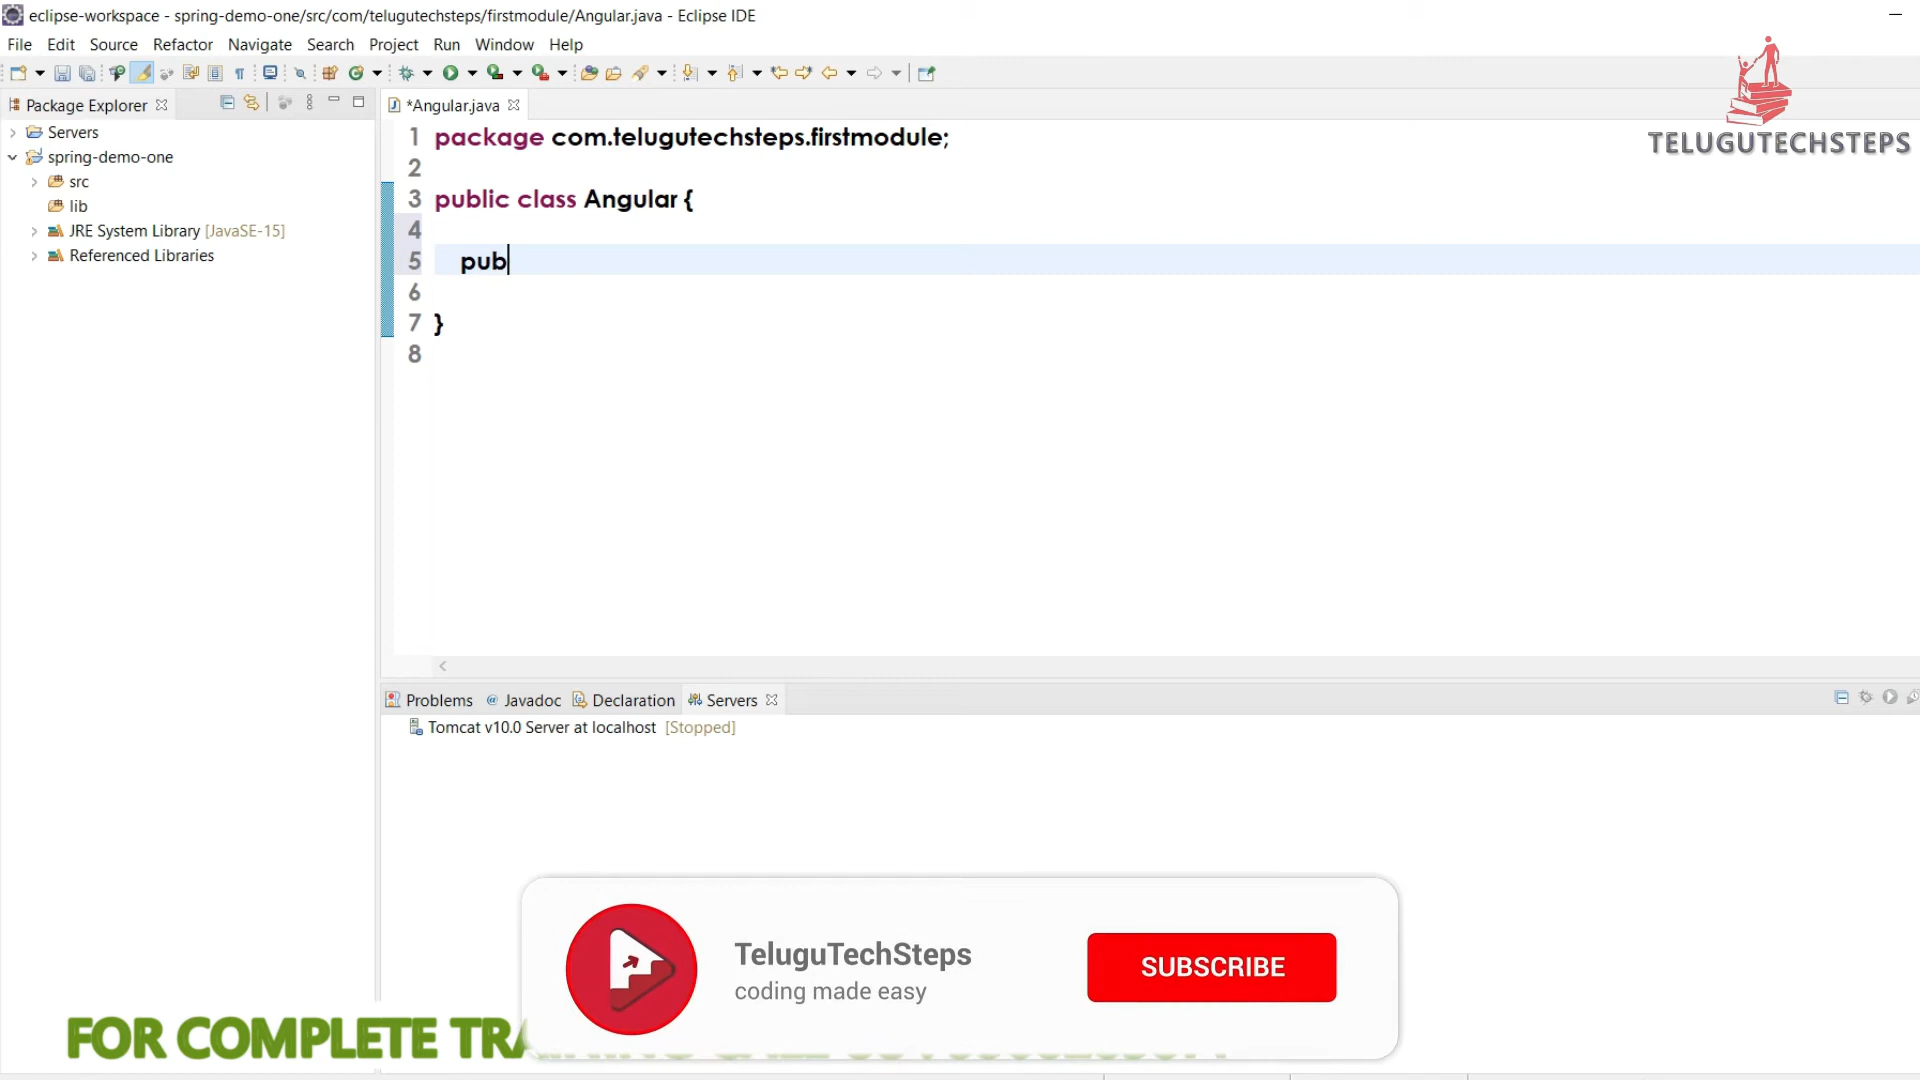 eclipse-workspace - spring-demo-one/src/com/telugutechsteps/firstmodule/Angular.java - Eclipse IDE
File Edit Source Refactor Navigate Search Project Run Window Help
TELUGUTECHSTEPS
Package Explorer
*Angular.java
Servers
spring-demo-one
src
lib
JRE System Library [JavaSE-15]
Referenced Libraries
1 package com.telugutechsteps.firstmodule;
2
3 public class Angular {
4
5 pub
6
7 }
8
Problems @ Javadoc Declaration Servers
Tomcat v10.0 Server at localhost [Stopped]
TeluguTechSteps
coding made easy
SUBSCRIBE
FOR COMPLETE